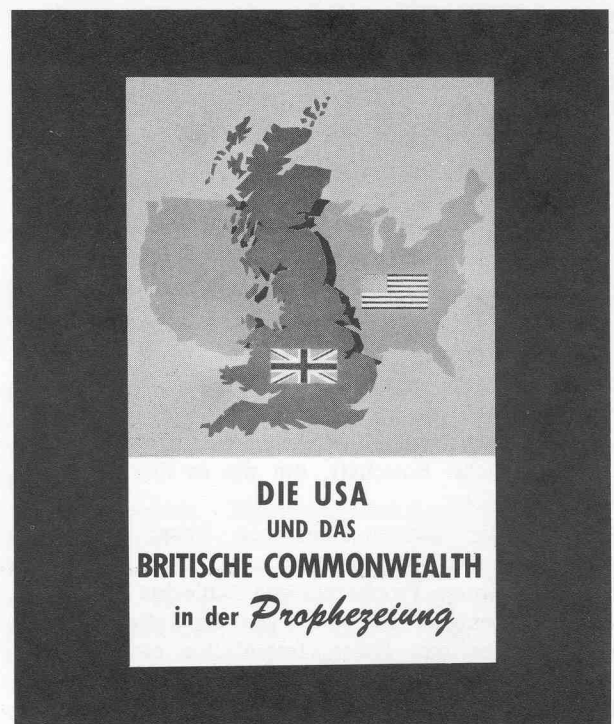 DIE USA
UND DAS
BRITISCHE COMMONWEALTH
in der Prophezeiung